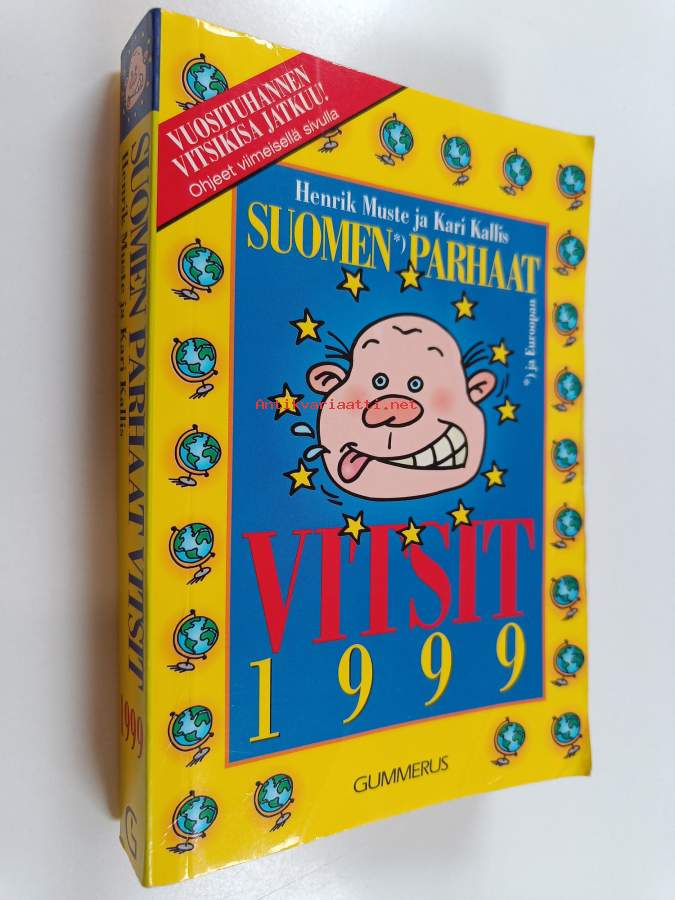 VUOSITUHANNEN
VITSIKISA JATKUU!
Ohjeet viimeisellä sivulla
Henrik Muste ja Kari Kallis
SUOMEN*) PARHAAT
*) ja Euroopan
Antikvariaatti.net
VITSIT
1999
GUMMERUS
SUOMEN PARHAAT VITSIT 1999
Henrik Muste ja Kari Kallis
G